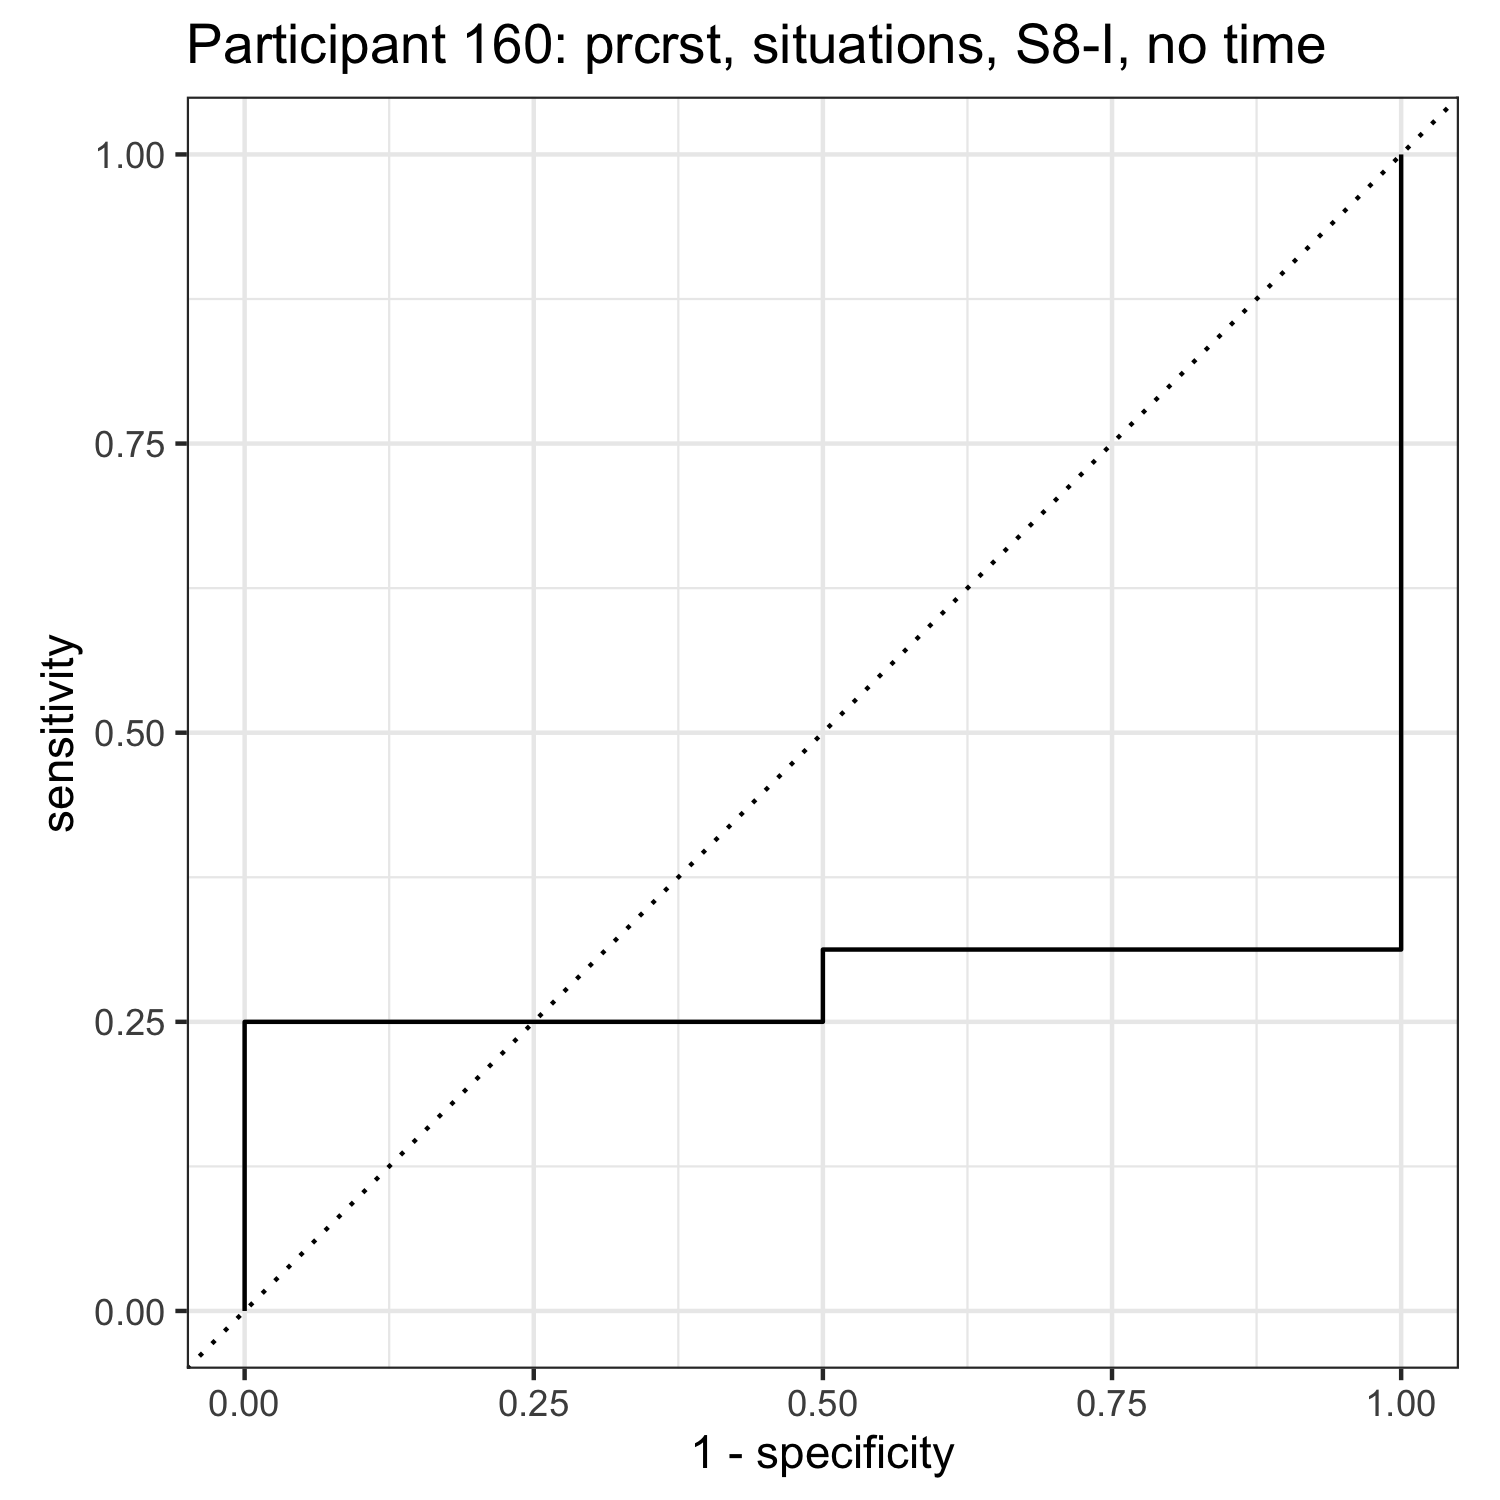 Participant 160: prcrst, situations, S8-I, no time
1.00
0.75
0.50
0.25
0.00
sensitivity
0.00 0.25 0.50 0.75 1.00
1 - specificity